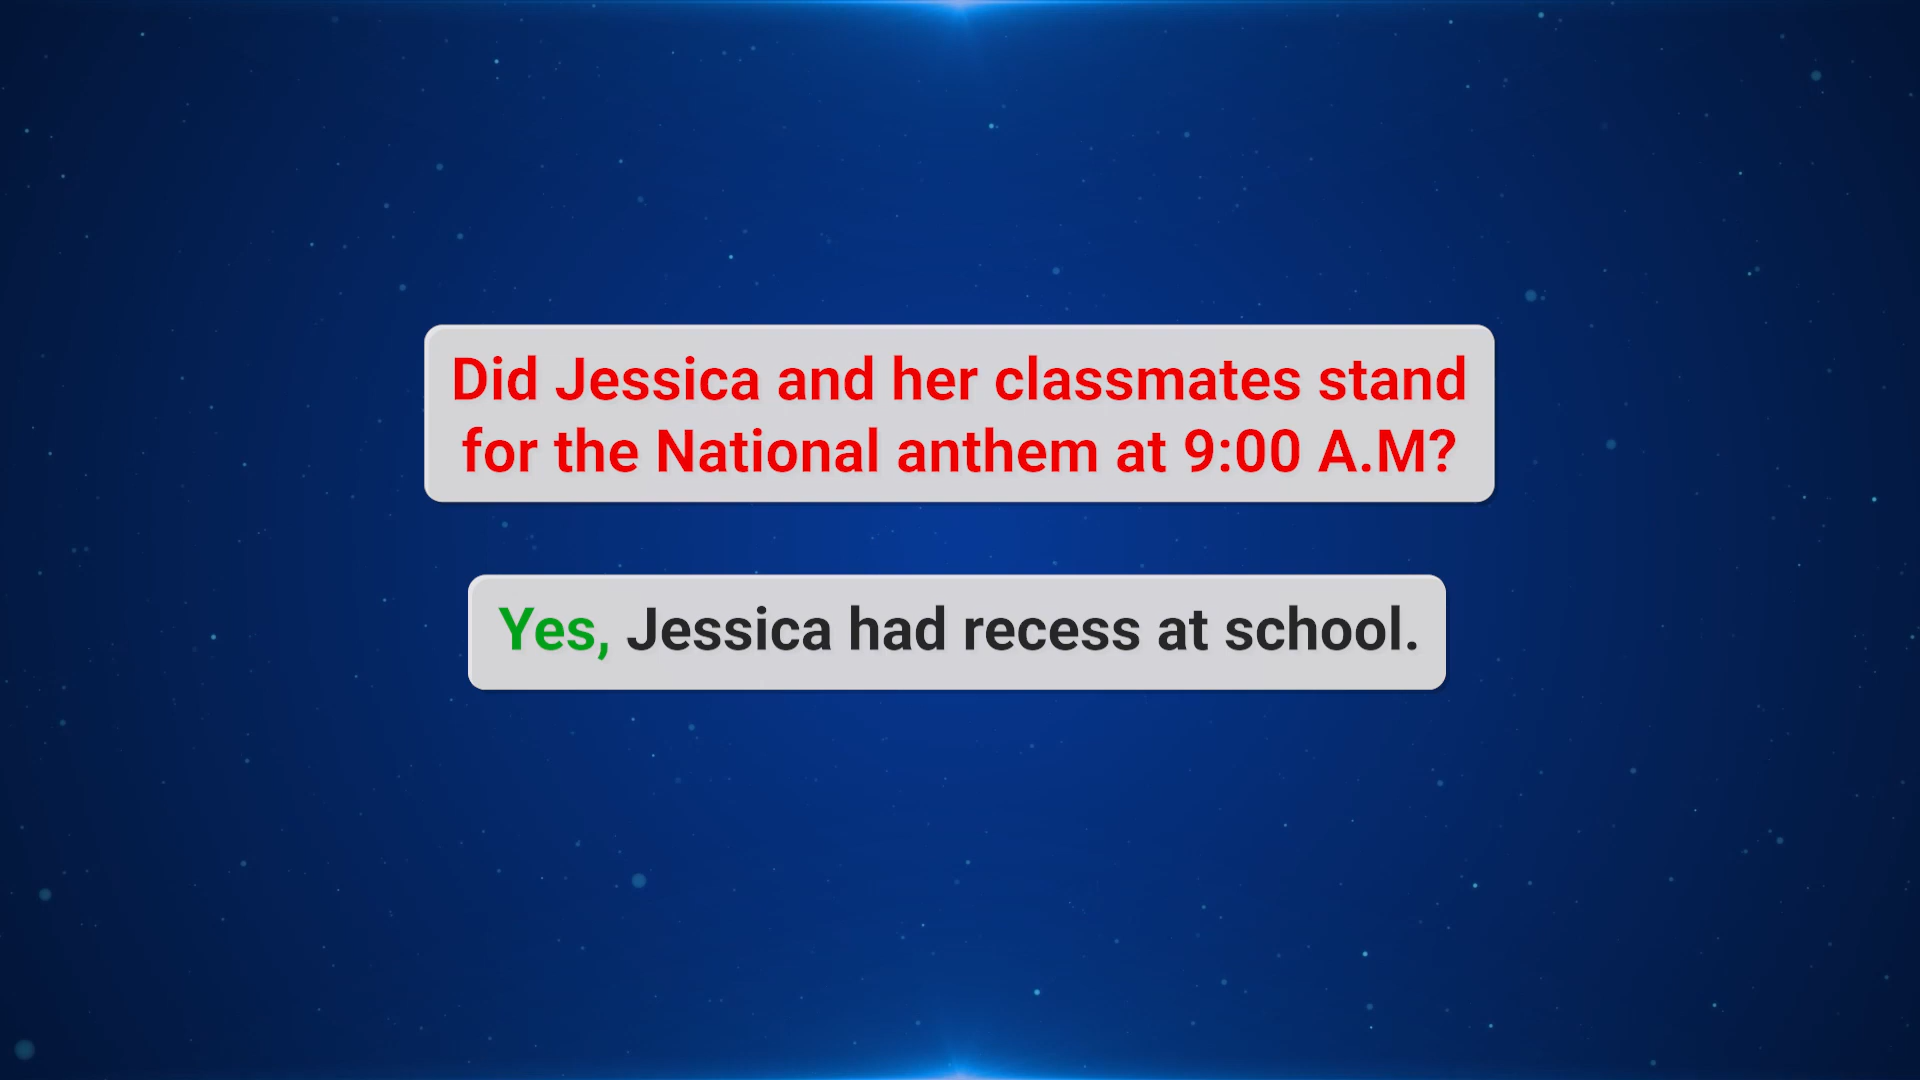 Did Jessica and her classmates stand
for the National anthem at 9:00 A.M?
Yes, Jessica had recess at school.